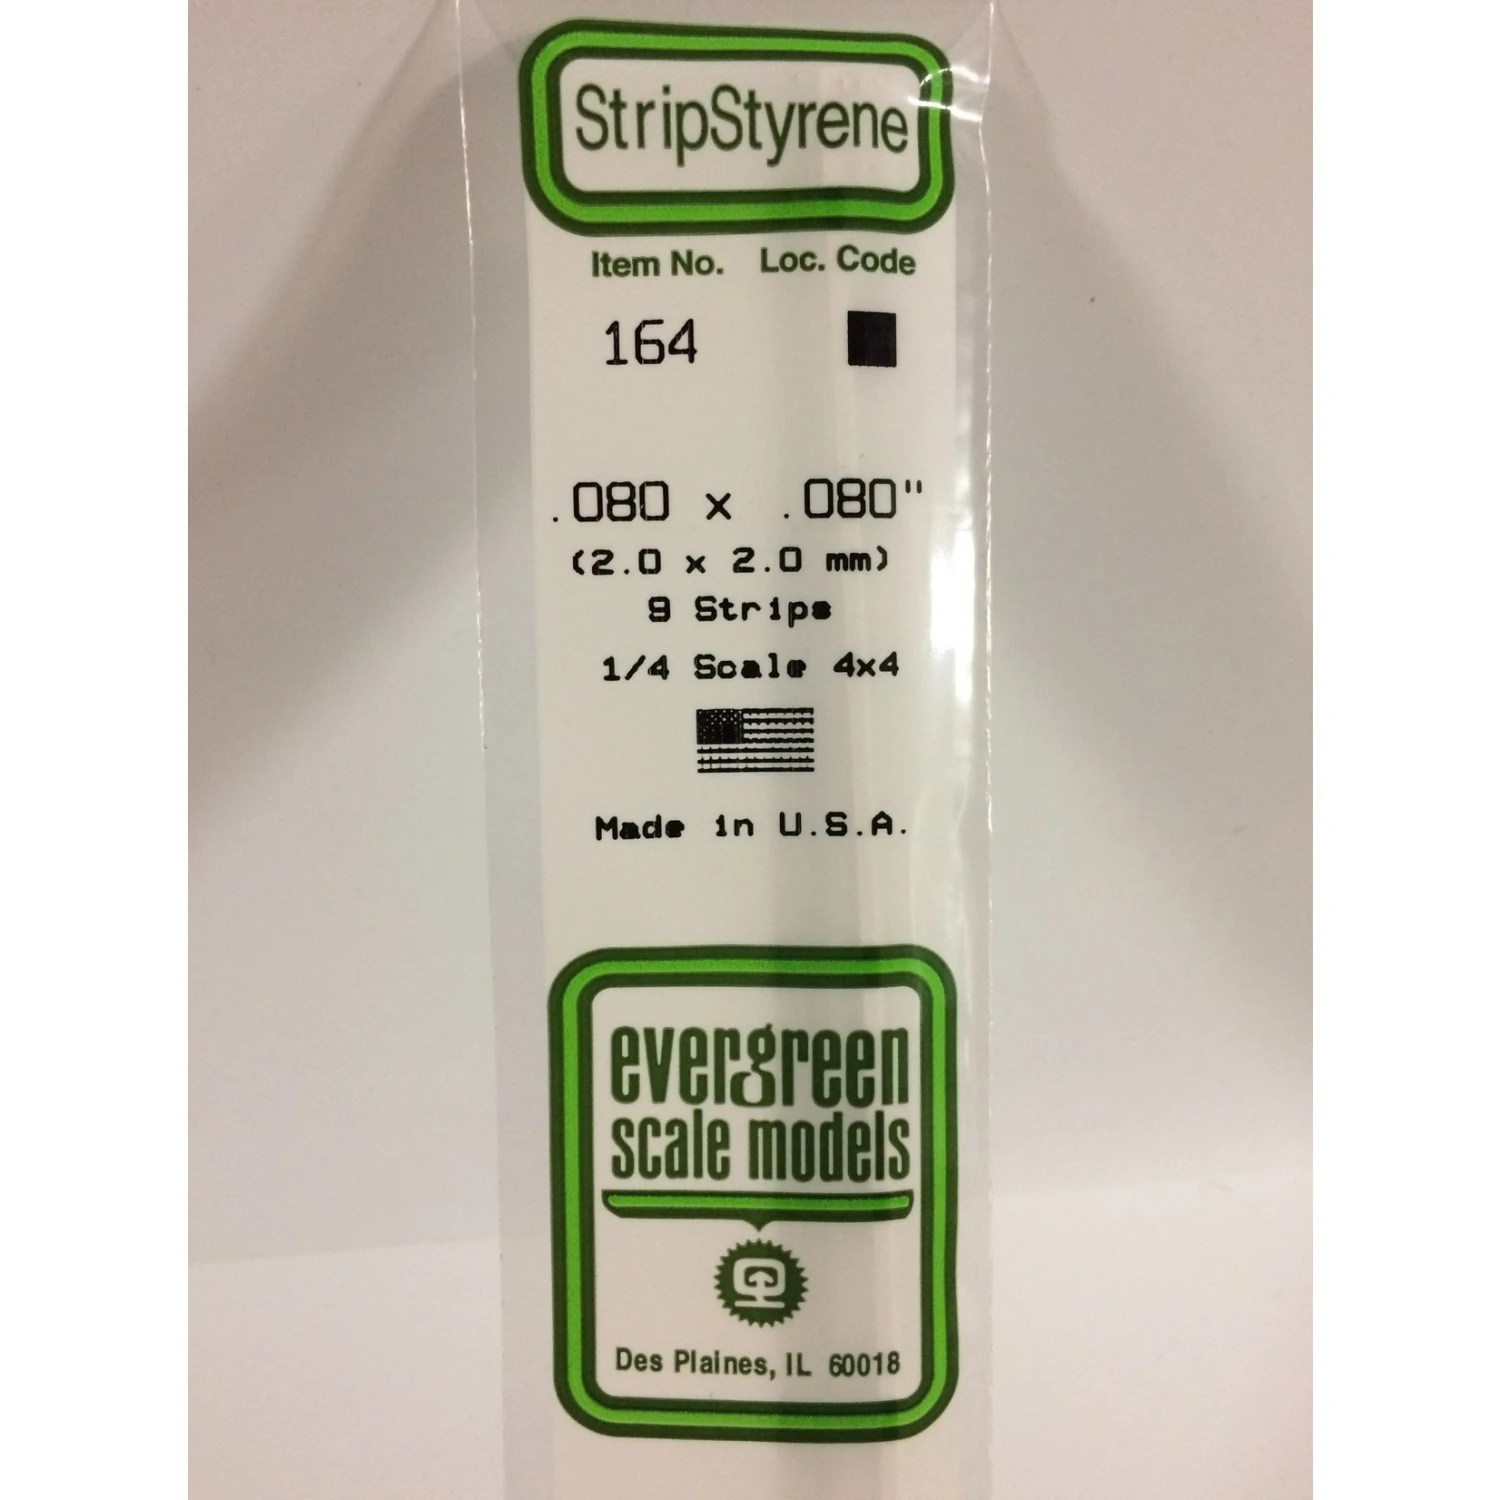 StripStyrene
Item No. Loc. Code
164
.080 x .080"
(2.0 x 2.0 mm)
9 Strips
1/4 Scale 4x4
Made in U.S.A.
evergreen
scale models
Des Plaines, IL 60018